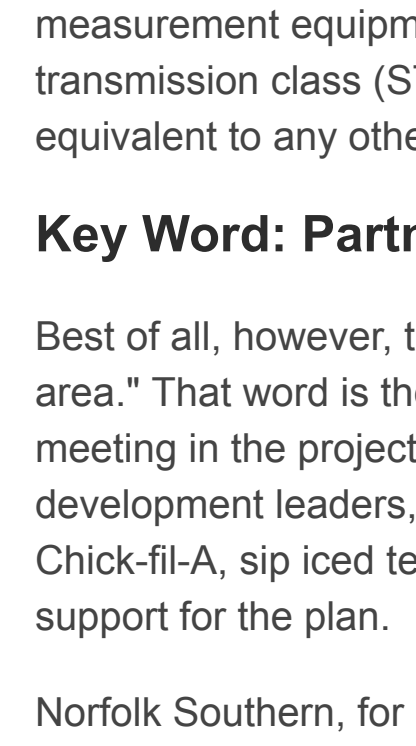 measurement equipm
transmission class (S
equivalent to any othe
Key Word: Partn
Best of all, however, t
area." That word is the
meeting in the project
development leaders,
Chick-fil-A, sip iced te
support for the plan.
Norfolk Southern, for